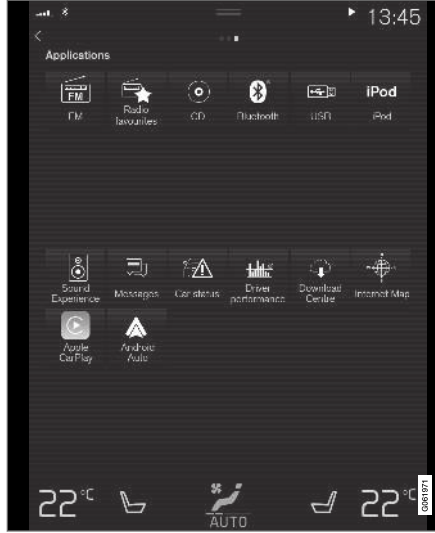 13:45
Applications
FM
iPod
FM
Radio
favourites
CD
Bluetooth
USB
iPod
Sound
Experience
Messages
Car status
Driver
performance
Download
Centre
Internet Map
Apple
CarPlay
Android
Auto
22°C
AUTO
22°C
G061971